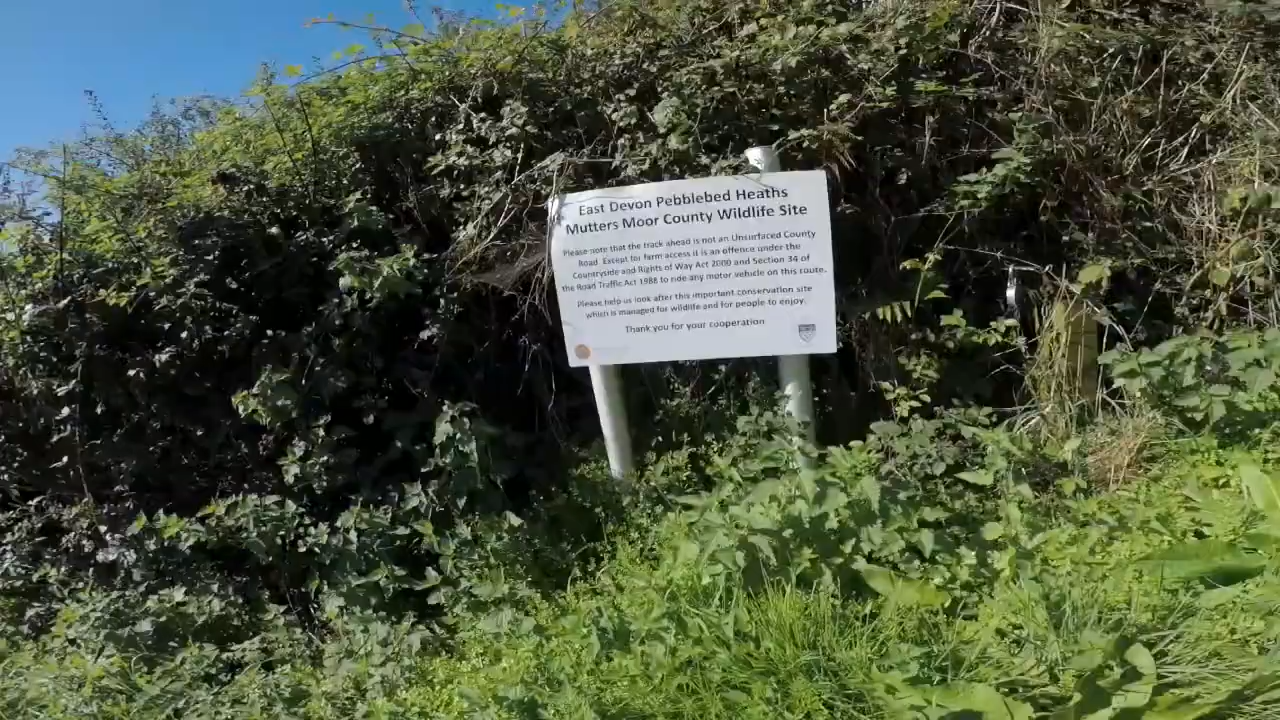 East Devon Pebblebed Heaths
Mutters Moor County Wildlife Site
Please note that the track ahead is not an Unsurfaced County
Road. Except for farm access it is an offence under the
Countryside and Rights of Way Act 2000 and Section 34 of
the Road Traffic Act 1988 to ride any motor vehicle on this route.
Please help us look after this important conservation site
which is managed for wildlife and for people to enjoy.
Thank you for your cooperation